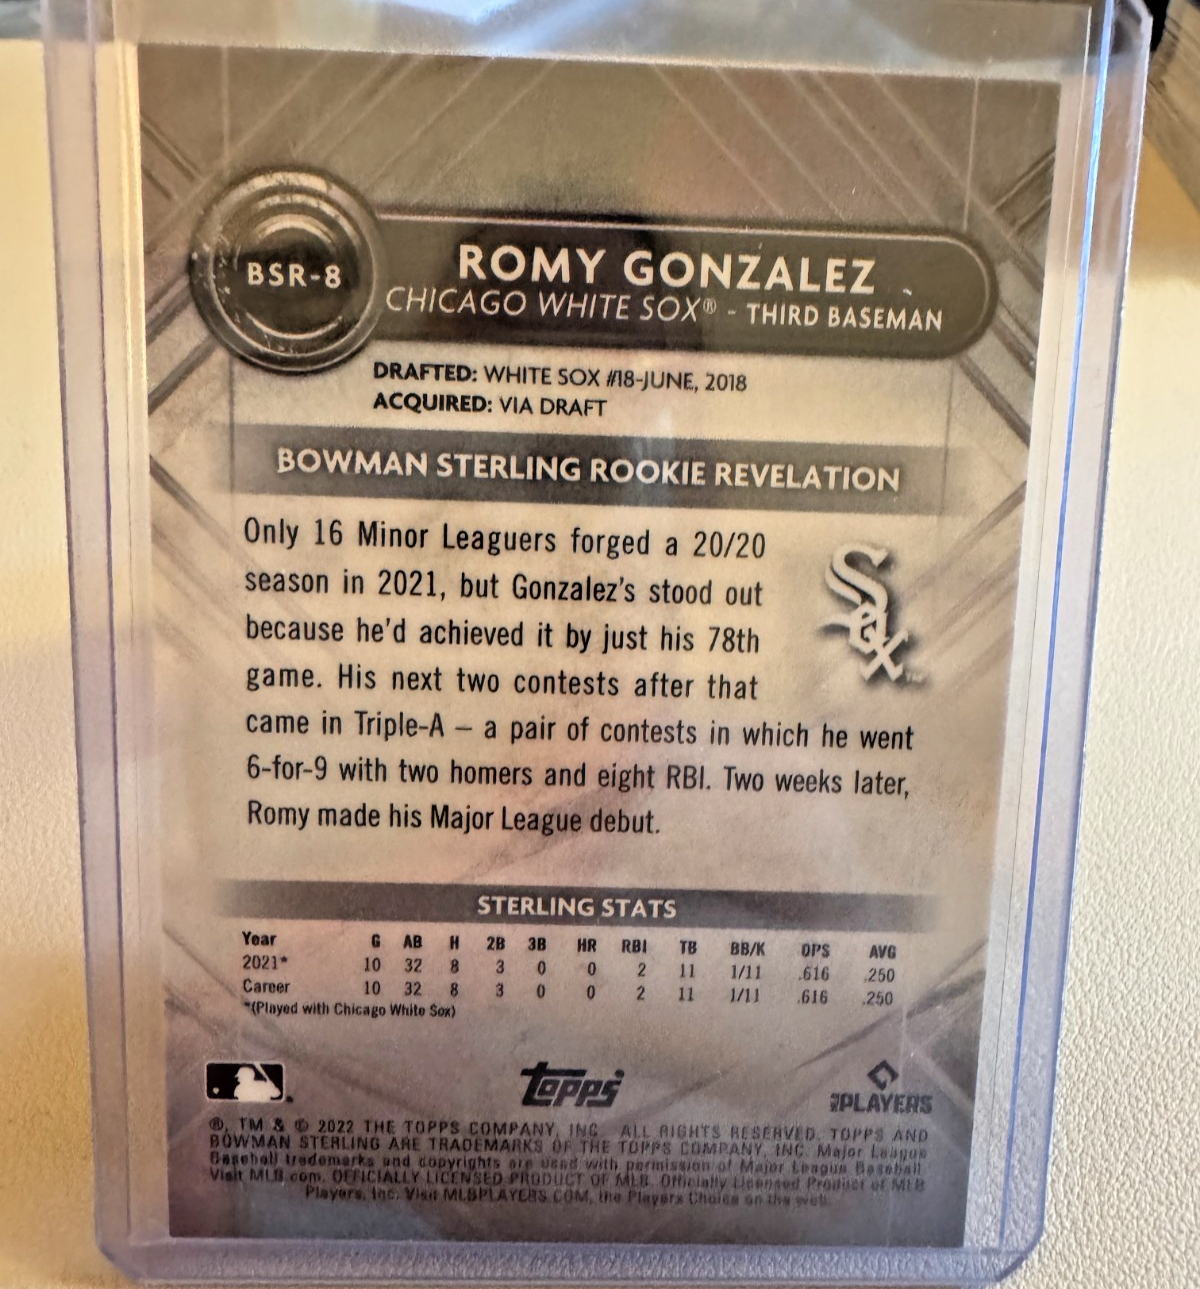 BSR-8
ROMY GONZALEZ
CHICAGO WHITE SOX® - THIRD BASEMAN
DRAFTED: WHITE SOX #18-JUNE, 2018
ACQUIRED: VIA DRAFT
BOWMAN STERLING ROOKIE REVELATION
Only 16 Minor Leaguers forged a 20/20
season in 2021, but Gonzalez's stood out
because he'd achieved it by just his 78th
game. His next two contests after that
came in Triple-A – a pair of contests in which he went
6-for-9 with two homers and eight RBI. Two weeks later,
Romy made his Major League debut.
Sox
STERLING STATS
Year G AB H 2B 3B HR RBI TB BB/K OPS AVG
2021* 10 32 8 3 0 0 2 11 1/11 .616 .250
Career 10 32 8 3 0 0 2 11 1/11 .616 .250
*(Played with Chicago White Sox)
Topps
MLB PLAYERS
®, TM & © 2022 THE TOPPS COMPANY, INC. ALL RIGHTS RESERVED. TOPPS AND
BOWMAN STERLING ARE TRADEMARKS OF THE TOPPS COMPANY, INC. Major League
Baseball trademarks and copyrights are used with permission of Major League Baseball.
Visit MLB.com. OFFICIALLY LICENSED PRODUCT OF MLB. Officially Licensed Product of MLB
Players, Inc. Visit MLBPLAYERS.COM, the Players Choice on the web.